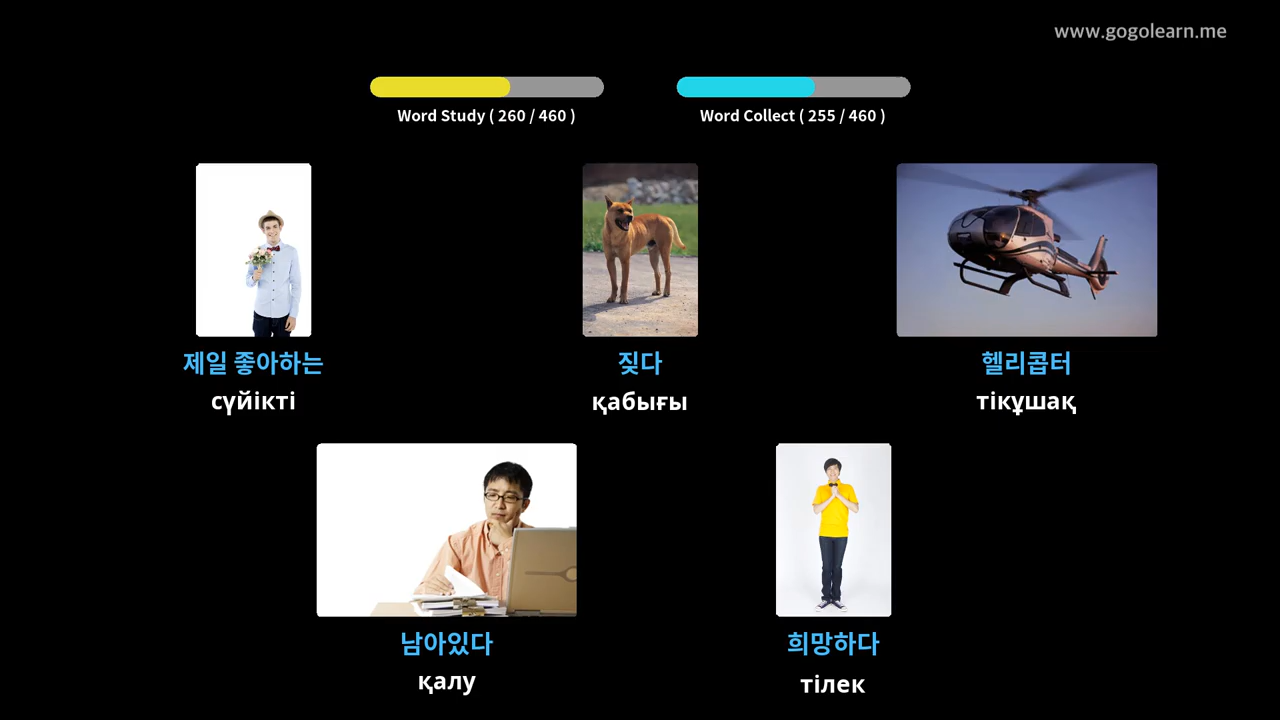 www.gogolearn.me
Word Study ( 260 / 460 )
Word Collect ( 255 / 460 )
제일 좋아하는
сүйікті
짖다
қабығы
헬리콥터
тікұшақ
남아있다
қалу
희망하다
тілек